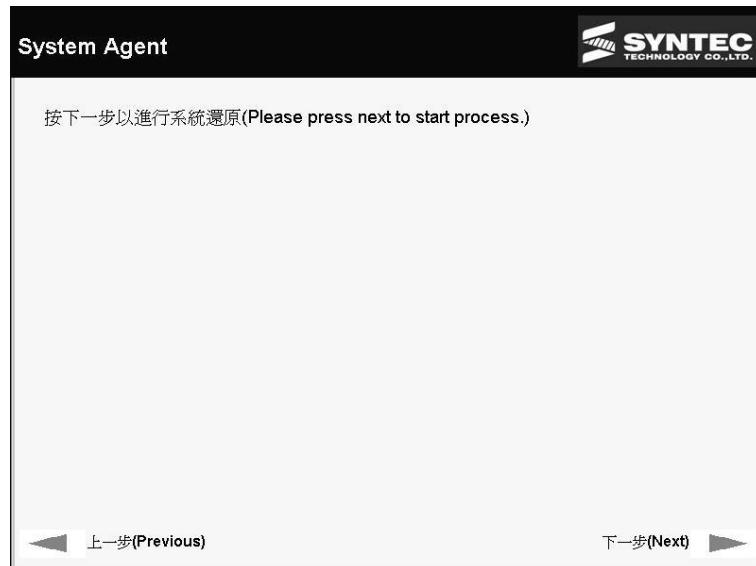 System Agent
SYNTEC
TECHNOLOGY CO.,LTD.
按下一步以進行系統還原(Please press next to start process.)
上一步(Previous)
下一步(Next)